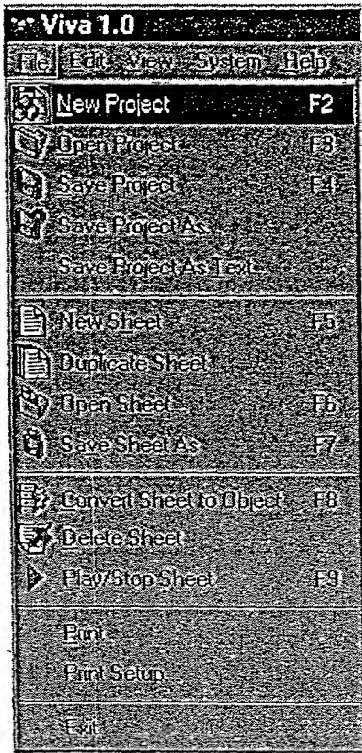 Viva 1.0
File Edit View System Help
New Project F2
Open Project F3
Save Project F4
Save Project As
Save Project As Text
New Sheet F5
Duplicate Sheet
Open Sheet F6
Save Sheet As F7
Convert Sheet to Object F8
Delete Sheet
Play/Stop Sheet F9
Print
Print Setup
Exit